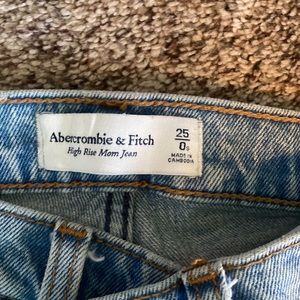 Abercrombie & Fitch
High Rise Mom Jean
25
0s
MADE IN
CAMBODIA